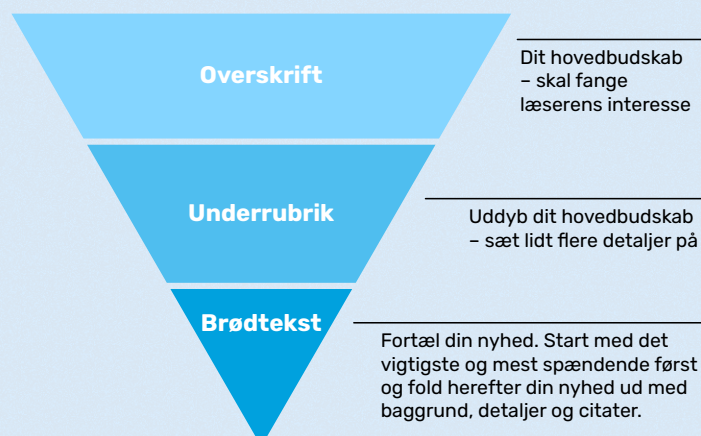 Overskrift
Dit hovedbudskab
– skal fange
læserens interesse
Underrubrik
Uddyb dit hovedbudskab
– sæt lidt flere detaljer på
Brødtekst
Fortæl din nyhed. Start med det
vigtigste og mest spændende først
og fold herefter din nyhed ud med
baggrund, detaljer og citater.